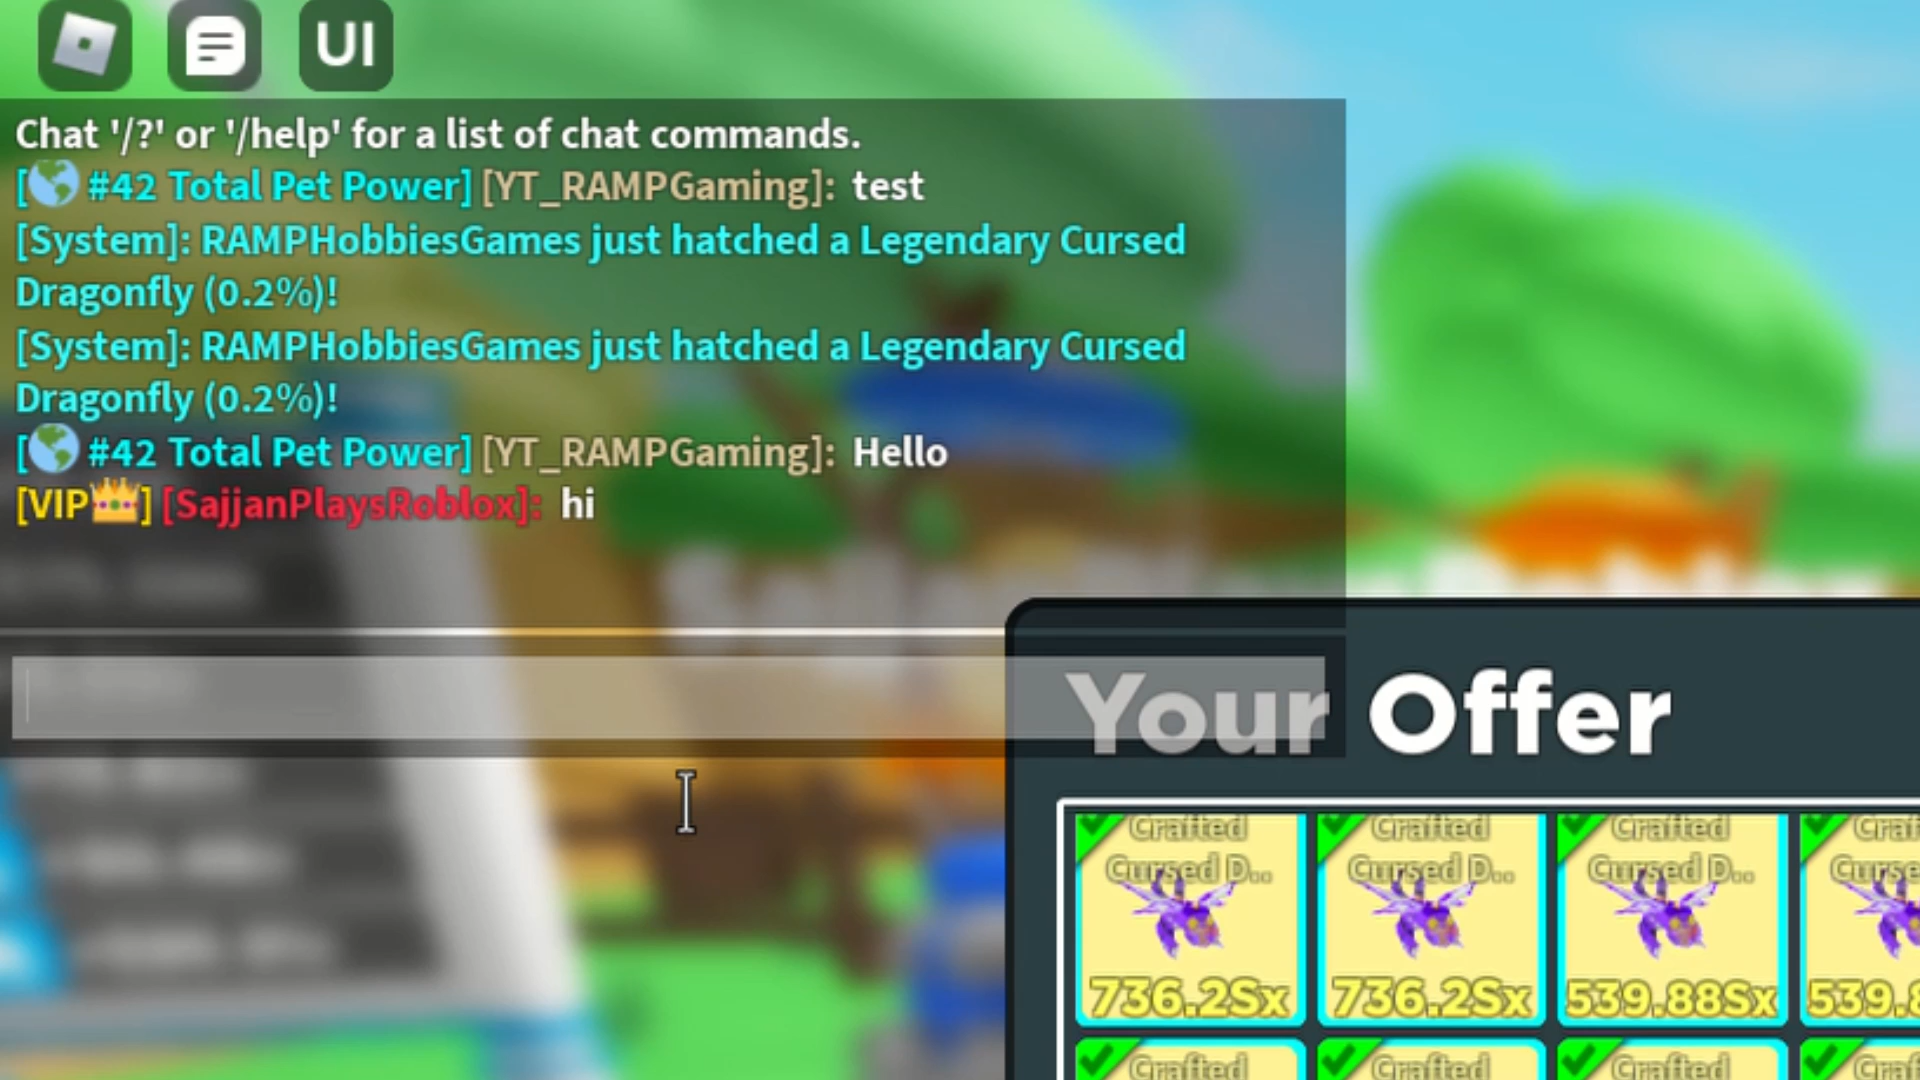 UI
Chat '/?' or '/help' for a list of chat commands.
[🌎 #42 Total Pet Power] [YT_RAMPGaming]: test
[System]: RAMPHobbiesGames just hatched a Legendary Cursed
Dragonfly (0.2%)!
[System]: RAMPHobbiesGames just hatched a Legendary Cursed
Dragonfly (0.2%)!
[🌎 #42 Total Pet Power] [YT_RAMPGaming]: Hello
[VIP👑] [SajjanPlaysRoblox]: hi
Your Offer
Crafted Crafted Crafted
Cursed D.. Cursed D.. Cursed D..
736.2Sx 736.2Sx 539.88Sx 539.8
Crafted Crafted Crafted